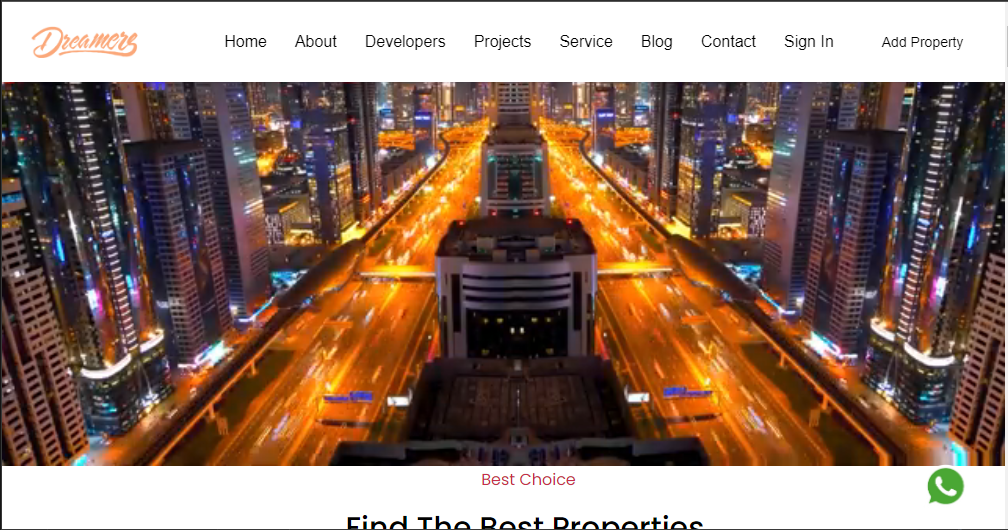 Dreamers
Home About Developers Projects Service Blog Contact Sign In Add Property
Best Choice
Find The Best Properties